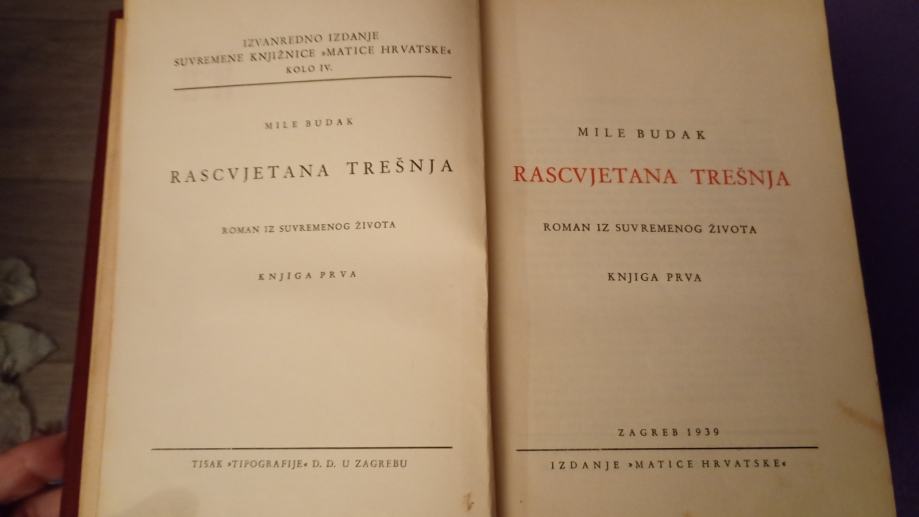 IZVANREDNO IZDANJE
SUVREMENE KNJIŽNICE »MATICE HRVATSKE«
KOLO IV.
MILE BUDAK
RASCVJETANA TREŠNJA
ROMAN IZ SUVREMENOG ŽIVOTA
KNJIGA PRVA
TISAK »TIPOGRAFIJE« D. D. U ZAGREBU
MILE BUDAK
RASCVJETANA TREŠNJA
ROMAN IZ SUVREMENOG ŽIVOTA
KNJIGA PRVA
ZAGREB 1939
IZDANJE »MATICE HRVATSKE«